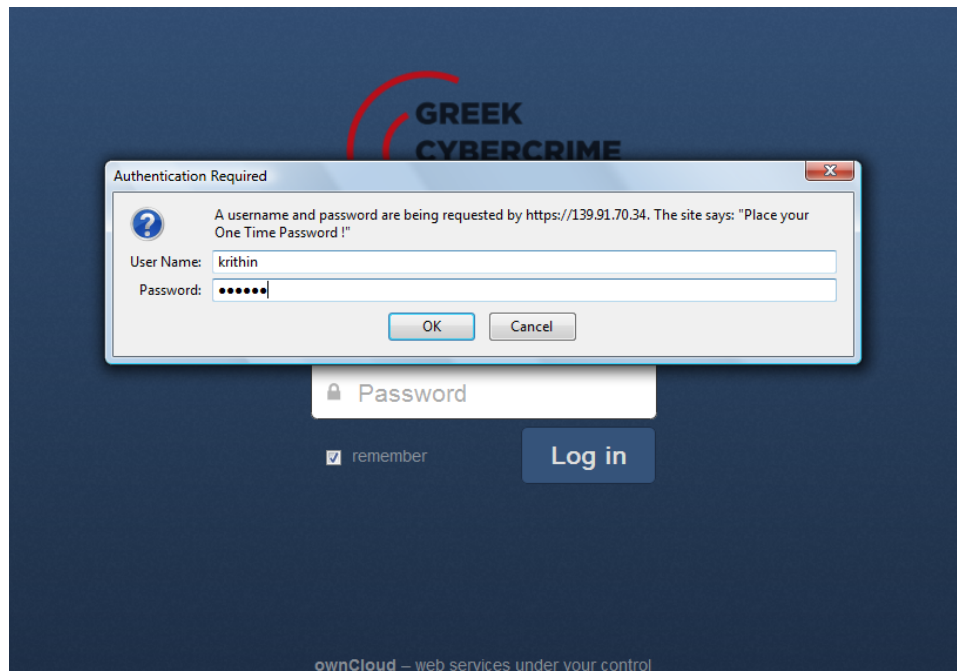 GREEK
CYBERCRIME
Authentication Required
A username and password are being requested by https://139.91.70.34. The site says: "Place your
One Time Password !"
User Name: krithin
Password: ••••••
OK Cancel
Password
remember Log in
ownCloud – web services under your control